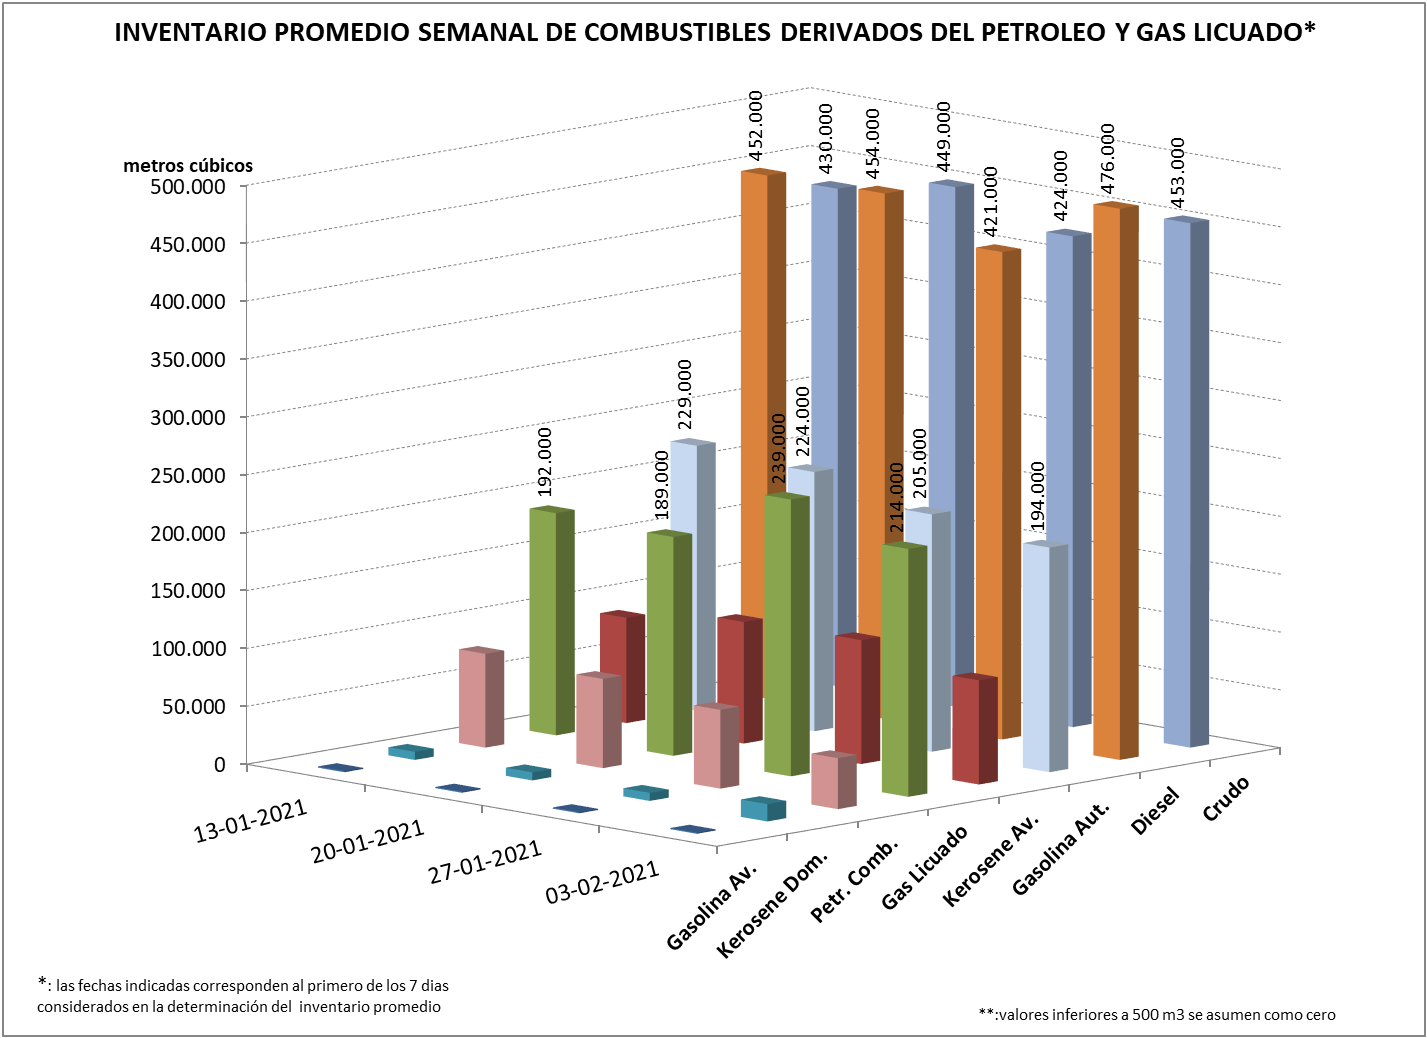 INVENTARIO PROMEDIO SEMANAL DE COMBUSTIBLES DERIVADOS DEL PETROLEO Y GAS LICUADO*
metros cúbicos
500.000
450.000
400.000
350.000
300.000
250.000
200.000
150.000
100.000
50.000
0
452.000
430.000
454.000
449.000
421.000
424.000
476.000
453.000
192.000
229.000
189.000
224.000
239.000
205.000
214.000
194.000
13-01-2021
20-01-2021
27-01-2021
03-02-2021
Gasolina Av.
Kerosene Dom.
Petr. Comb.
Gas Licuado
Kerosene Av.
Gasolina Aut.
Diesel
Crudo
*: las fechas indicadas corresponden al primero de los 7 dias
considerados en la determinación del inventario promedio
**:valores inferiores a 500 m3 se asumen como cero